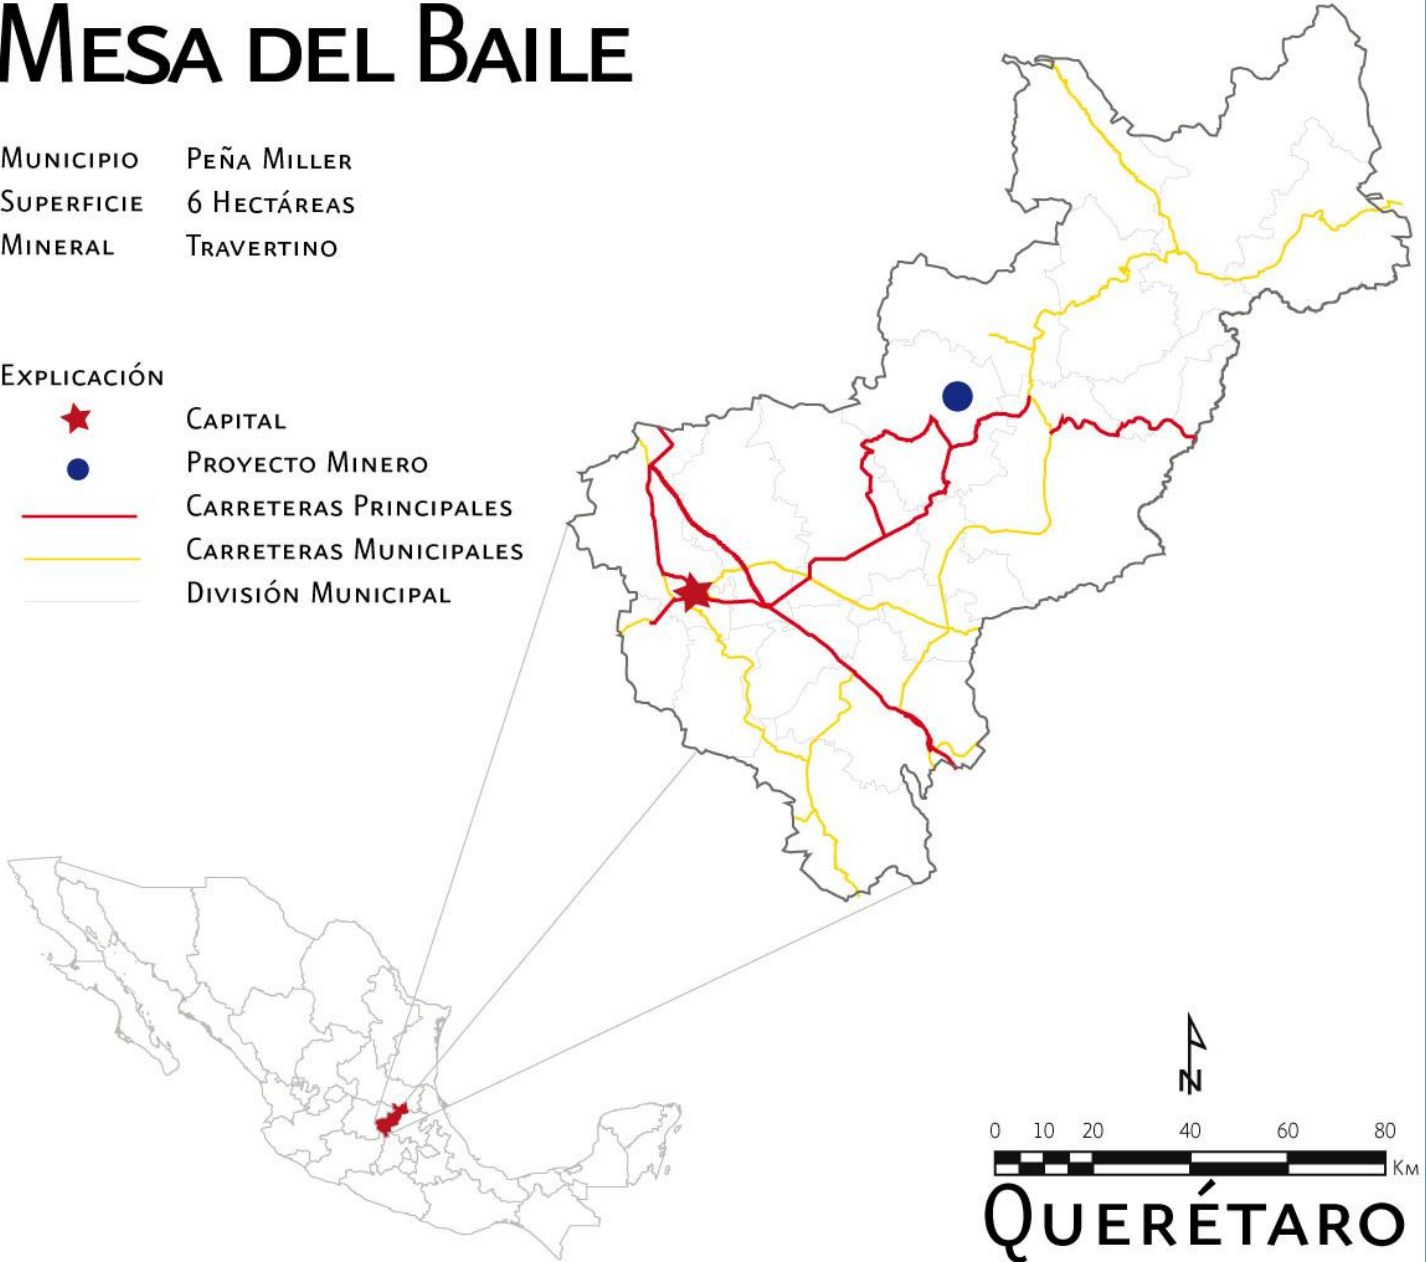 MESA DEL BAILE
MUNICIPIO PEÑA MILLER
SUPERFICIE 6 HECTÁREAS
MINERAL TRAVERTINO
EXPLICACIÓN
CAPITAL
PROYECTO MINERO
CARRETERAS PRINCIPALES
CARRETERAS MUNICIPALES
DIVISIÓN MUNICIPAL
N
0 10 20 40 60 80
KM
QUERÉTARO